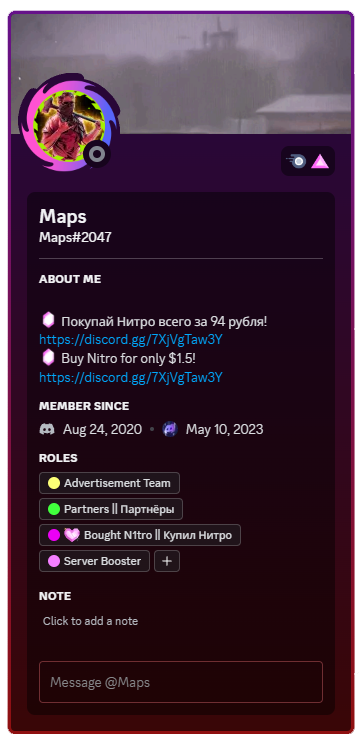 Maps
Maps#2047
ABOUT ME
Покупай Нитро всего за 94 рубля!
https://discord.gg/7XjVgTaw3Y
Buy Nitro for only $1.5!
https://discord.gg/7XjVgTaw3Y
MEMBER SINCE
Aug 24, 2020 • May 10, 2023
ROLES
Advertisement Team
Partners || Партнёры
Bought N1tro || Купил Нитро
Server Booster +
NOTE
Click to add a note
Message @Maps